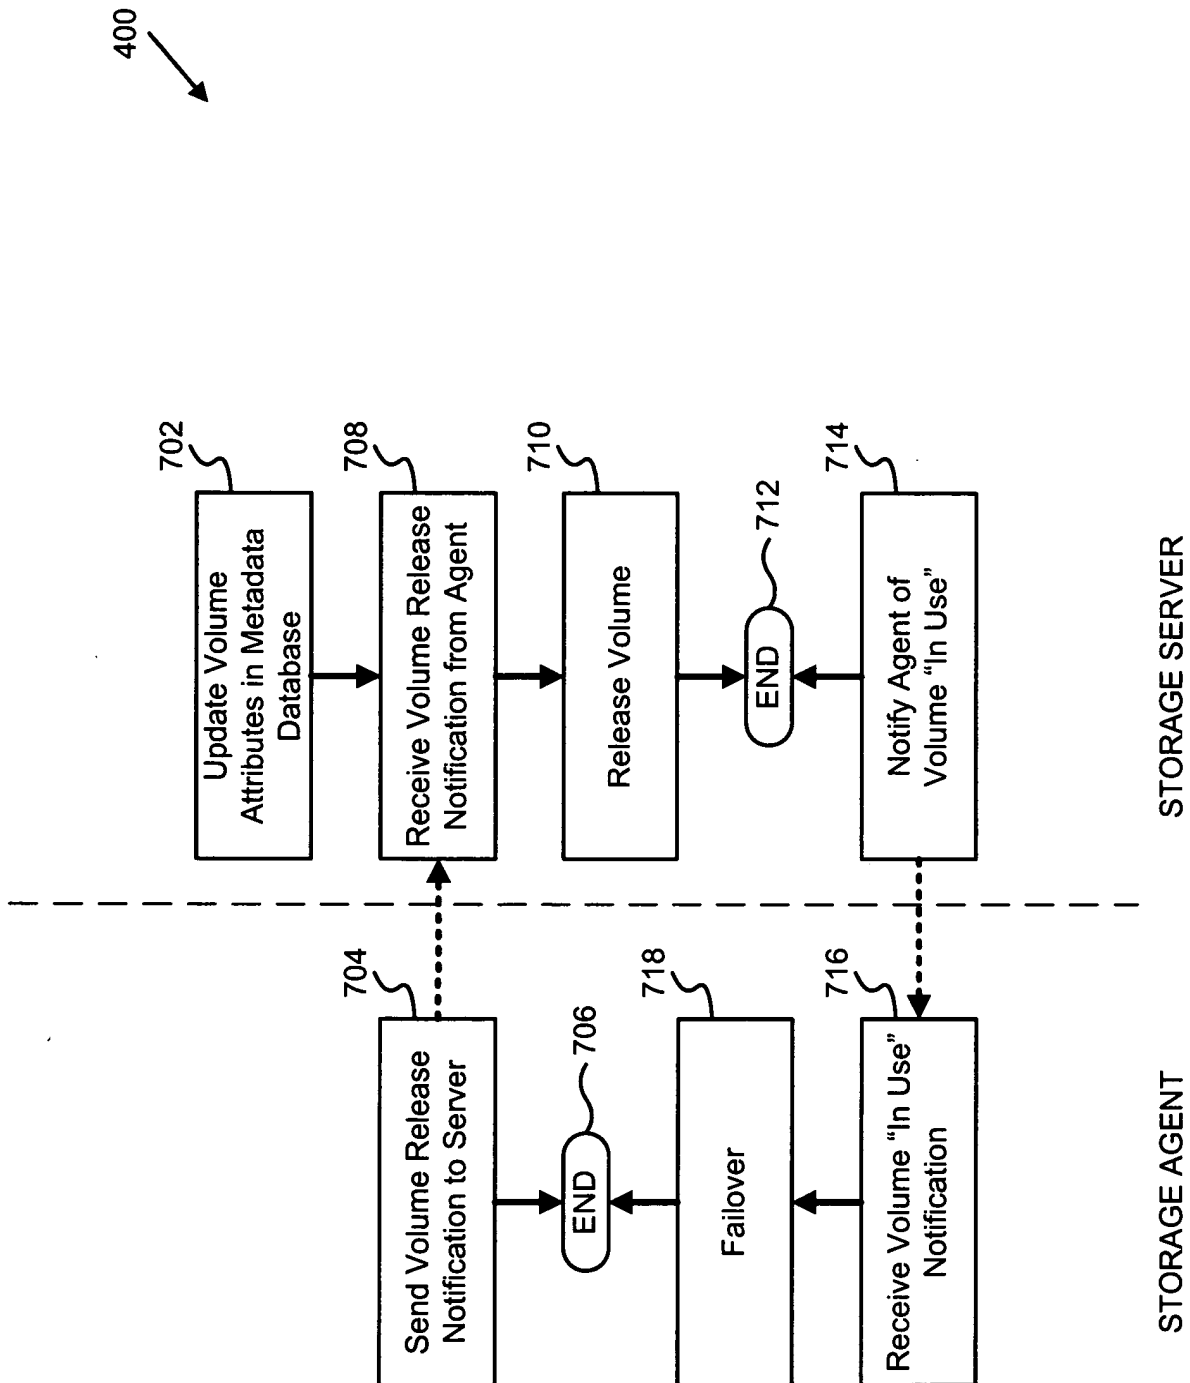 400
702
Update Volume
Attributes in Metadata
Database
704
Send Volume Release
Notification to Server
708
Receive Volume Release
Notification from Agent
706
END
710
Release Volume
718
Failover
712
END
716
Receive Volume “In Use”
Notification
714
Notify Agent of
Volume “In Use”
STORAGE AGENT
STORAGE SERVER